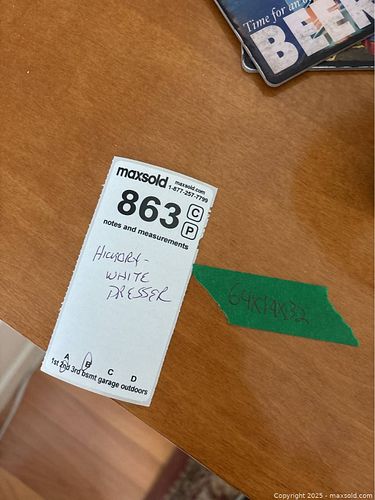 Time for an
BEER
maxsold maxsold.com
1-877-257-7799
863 C
P
notes and measurements
HICKORY-
WHITE
DRESSER
64X19X32
A B C D
1st 2nd 3rd bsmt garage outdoors
Copyright 2025 - maxsold.com